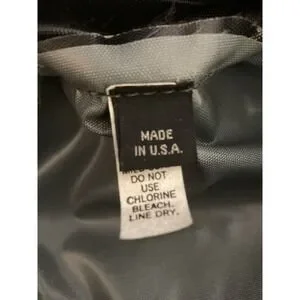 MADE
IN U.S.A.
DO NOT
USE
CHLORINE
BLEACH.
LINE DRY.